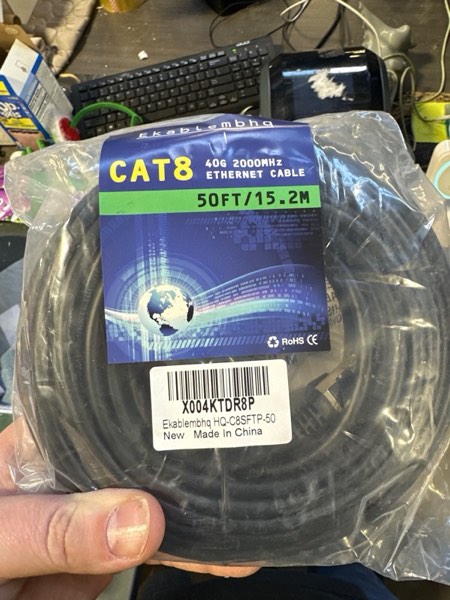 Ekablembhq
CAT8 40G 2000MHz
ETHERNET CABLE
50FT/15.2M
RoHS CE
X004KTDR8P
Ekablembhq HQ-C8SFTP-50
New Made In China